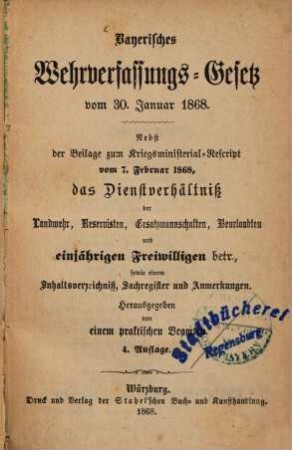 Bayerisches
Wehrverfassungs-Gesetz
vom 30. Januar 1868.
Nebst
der Beilage zum Kriegsministerial-Rescript
vom 7. Februar 1868,
das Dienstverhältniß
der
Landwehr, Reservisten, Ersatzmannschaften, Beurlaubten
und
einjährigen Freiwilligen betr.,
sowie einem
Inhaltsverzeichniß, Sachregister und Anmerkungen.
Herausgegeben
von
einem praktischen Beamten.
4. Auflage.
Stadtbücherei
Regensburg
Würzburg.
Druck und Verlag der Stahel'schen Buch- und Kunsthandlung.
1868.